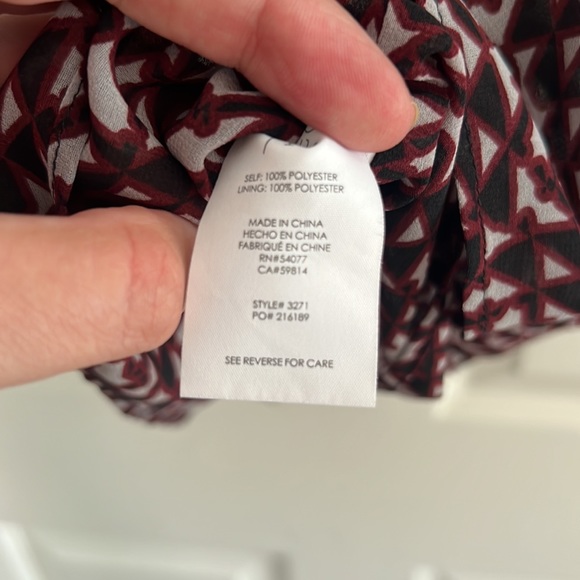 SELF: 100% POLYESTER
LINING: 100% POLYESTER
MADE IN CHINA
HECHO EN CHINA
FABRIQUÉ EN CHINE
RN#54077
CA#59814
STYLE# 3271
PO# 216189
SEE REVERSE FOR CARE